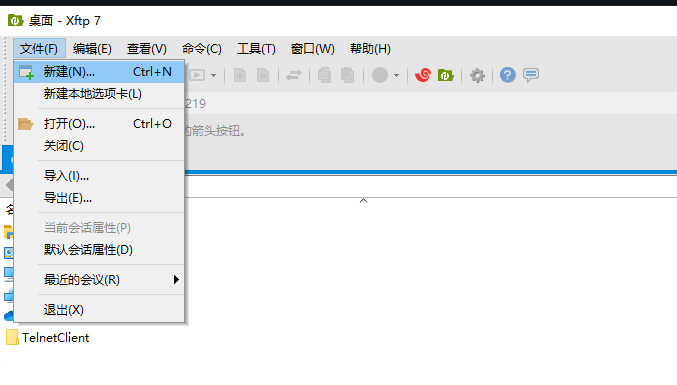 桌面 - Xftp 7
文件(F) 编辑(E) 查看(V) 命令(C) 工具(T) 窗口(W) 帮助(H)
新建(N)... Ctrl+N
新建本地选项卡(L)
219
打开(O)... Ctrl+O
的箭头按钮。
关闭(C)
导入(I)...
导出(E)...
当前会话属性(P)
默认会话属性(D)
最近的会议(R)
退出(X)
TelnetClient